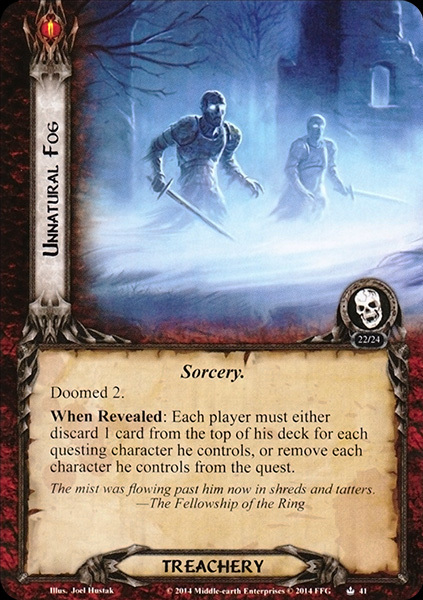 UNNATURAL FOG
22/24
Sorcery.
Doomed 2.
When Revealed: Each player must either
discard 1 card from the top of his deck for each
questing character he controls, or remove each
character he controls from the quest.
The mist was flowing past him now in shreds and tatters.
—The Fellowship of the Ring
TREACHERY
Illus. Joel Hustak
© 2014 Middle-earth Enterprises © 2014 FFG
41